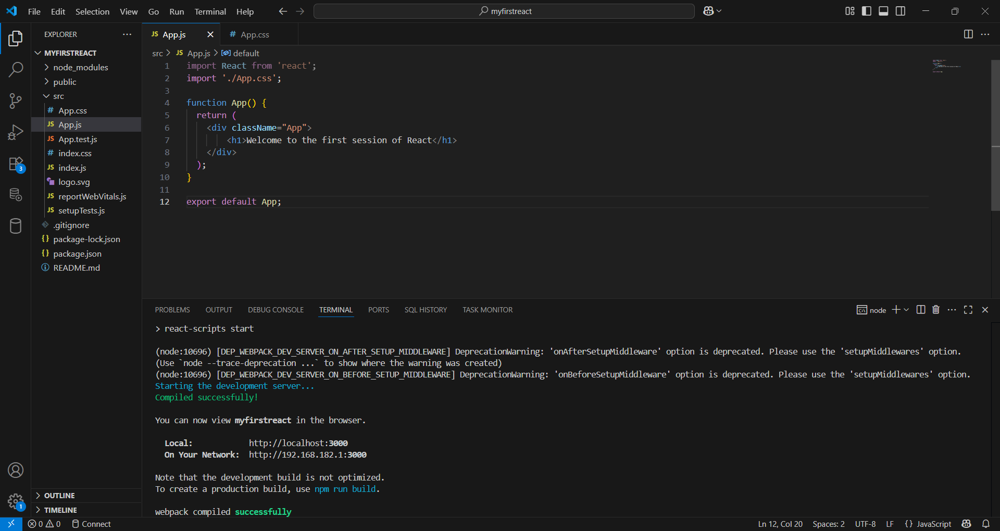 File Edit Selection View Go Run Terminal Help
myfirstreact
EXPLORER
MYFIRSTREACT
node_modules
public
src
# App.css
JS App.js
JS App.test.js
# index.css
JS index.js
logo.svg
JS reportWebVitals.js
JS setupTests.js
.gitignore
{} package-lock.json
{} package.json
README.md
OUTLINE
TIMELINE
3
1
JS App.js
# App.css
src > JS App.js > default
1 import React from 'react';
2 import './App.css';
3
4 function App() {
5 return (
6 <div className="App">
7 <h1>Welcome to the first session of React</h1>
8 </div>
9 );
10 }
11
12 export default App;
PROBLEMS OUTPUT DEBUG CONSOLE TERMINAL PORTS SQL HISTORY TASK MONITOR
node
> react-scripts start
(node:10696) [DEP_WEBPACK_DEV_SERVER_ON_AFTER_SETUP_MIDDLEWARE] DeprecationWarning: 'onAfterSetupMiddleware' option is deprecated. Please use the 'setupMiddlewares' option.
(Use `node --trace-deprecation ...` to show where the warning was created)
(node:10696) [DEP_WEBPACK_DEV_SERVER_ON_BEFORE_SETUP_MIDDLEWARE] DeprecationWarning: 'onBeforeSetupMiddleware' option is deprecated. Please use the 'setupMiddlewares' option.
Starting the development server...
Compiled successfully!
You can now view myfirstreact in the browser.
Local: http://localhost:3000
On Your Network: http://192.168.182.1:3000
Note that the development build is not optimized.
To create a production build, use npm run build.
webpack compiled successfully
0 0 Connect
Ln 12, Col 20 Spaces: 2 UTF-8 LF {} JavaScript